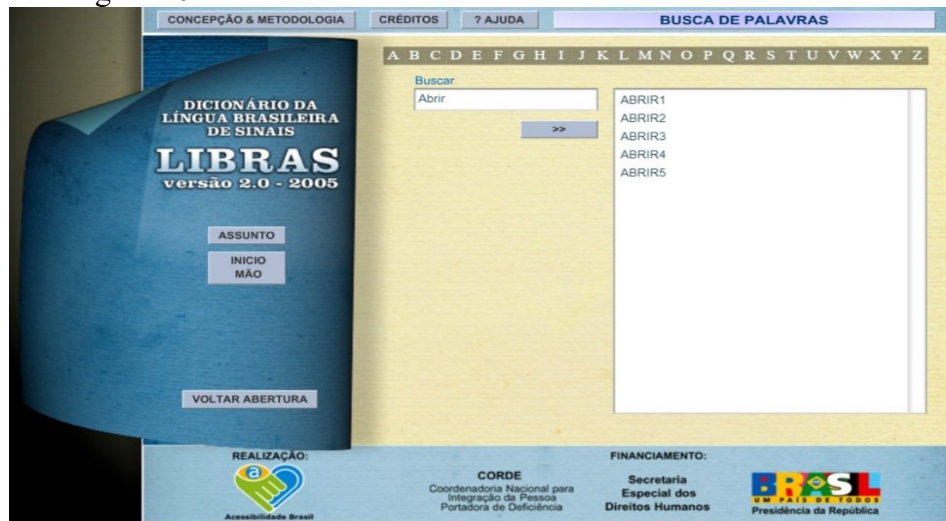 CONCEPÇÃO & METODOLOGIA
CRÉDITOS
? AJUDA
BUSCA DE PALAVRAS
A B C D E F G H I J K L M N O P Q R S T U V W X Y Z
Buscar
Abrir
>>
ABRIR1
ABRIR2
ABRIR3
ABRIR4
ABRIR5
DICIONÁRIO DA
LÍNGUA BRASILEIRA
DE SINAIS
LIBRAS
versão 2.0 - 2005
ASSUNTO
INICIO
MÃO
VOLTAR ABERTURA
REALIZAÇÃO:
a
Acessibilidade Brasil
CORDE
Coordenadoria Nacional para
Integração da Pessoa
Portadora de Deficiência
FINANCIAMENTO:
Secretaria
Especial dos
Direitos Humanos
BRASIL
UM PAÍS DE TODOS
Presidência da República